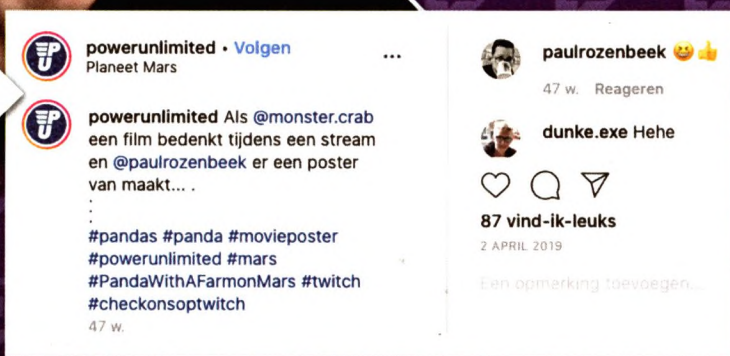 powerunlimited • Volgen
Planeet Mars
powerunlimited Als @monster.crab
een film bedenkt tijdens een stream
en @paulrozenbeek er een poster
van maakt... .
.
.
.
#pandas #panda #movieposter
#powerunlimited #mars
#PandaWithAFarmonMars #twitch
#checkonsoptwitch
47 w.
paulrozenbeek 😆👍
47 w. Reageren
dunke.exe Hehe
87 vind-ik-leuks
2 APRIL 2019
Een opmerking toevoegen...